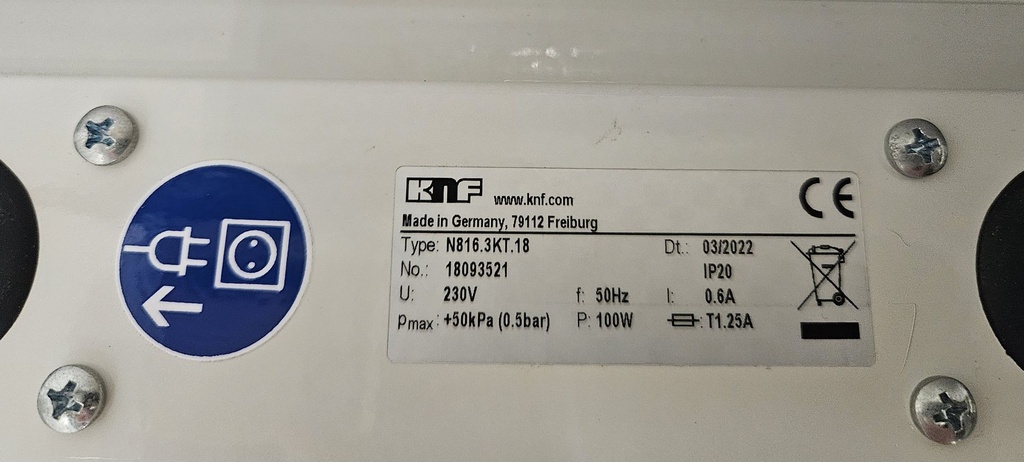 KNF www.knf.com CE
Made in Germany, 79112 Freiburg
Type: N816.3KT.18 Dt.: 03/2022
No.: 18093521 IP20
U: 230V f: 50Hz I: 0.6A
pmax: +50kPa (0.5bar) P: 100W : T1.25A